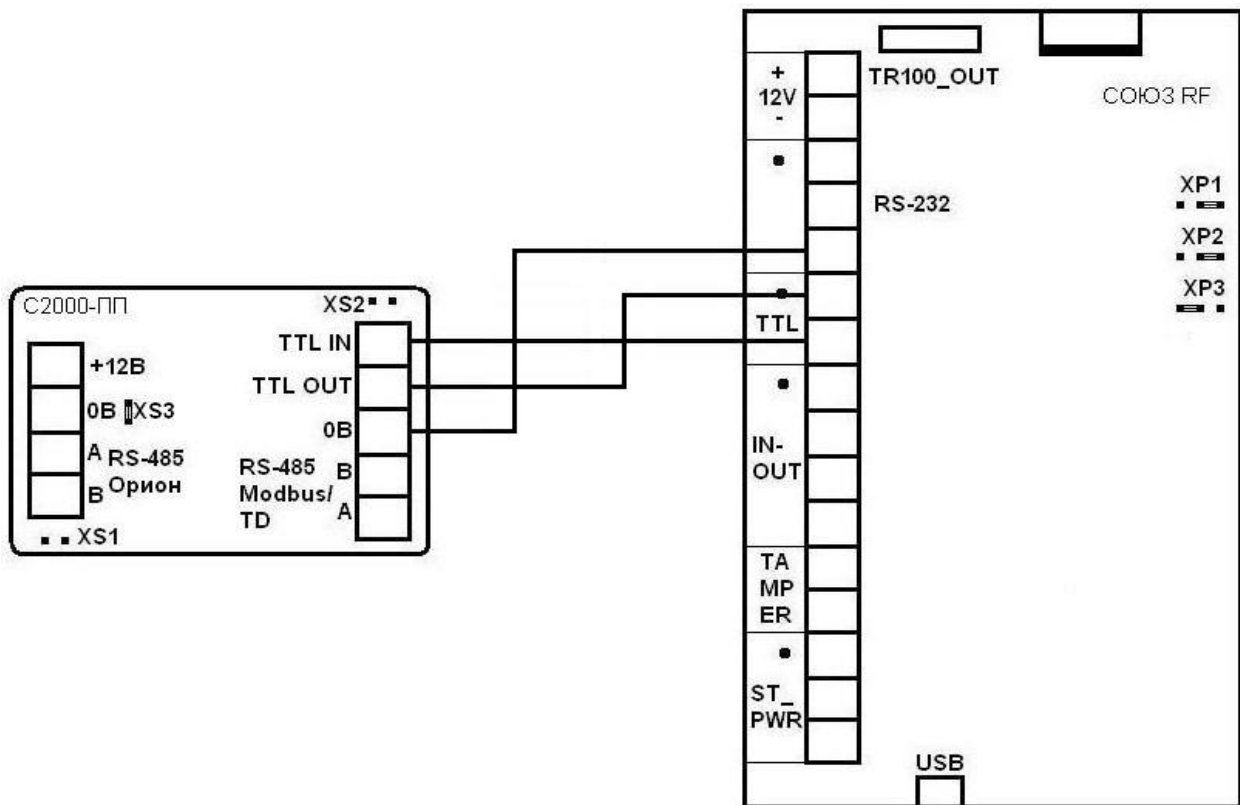 С2000-ПП
XS2
+12В
0В
XS3
A
RS-485
B
Орион
XS1
TTL IN
TTL OUT
0В
RS-485
Modbus/
TD
B
A
+
12V
-
TR100_OUT
СОЮЗ RF
RS-232
XP1
XP2
XP3
TTL
IN-
OUT
TA
MP
ER
ST_
PWR
USB